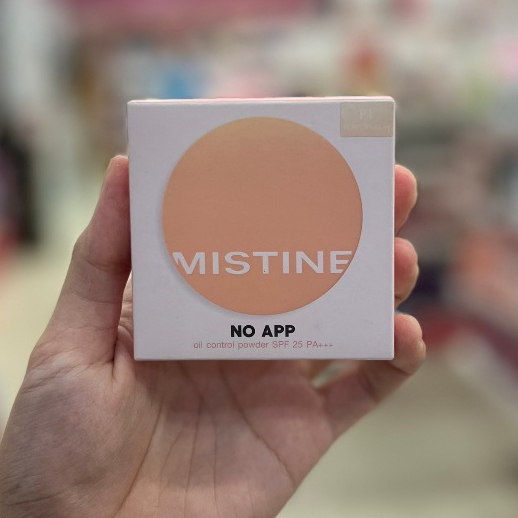 MISTINE
NO APP
oil control powder SPF 25 PA+++